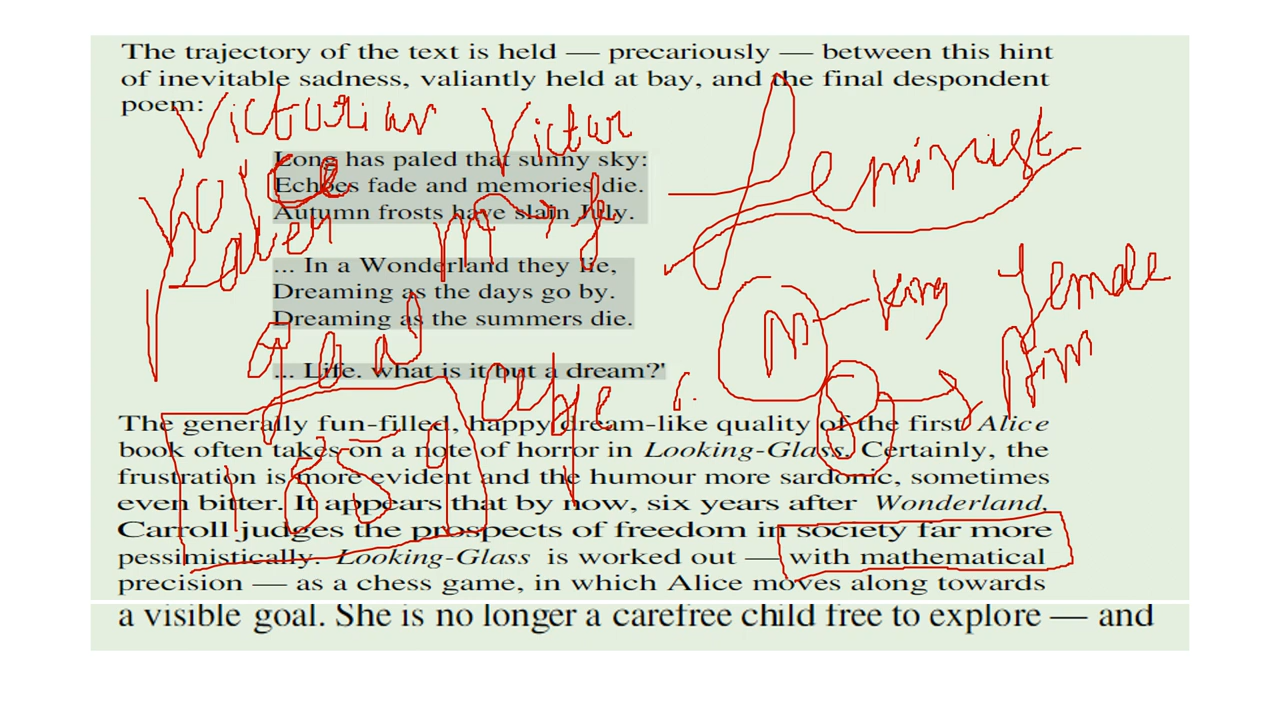 The trajectory of the text is held — precariously — between this hint
of inevitable sadness, valiantly held at bay, and the final despondent
poem:
Victorian Victor
Feminist
Long has paled that sunny sky:
Echoes fade and memories die.
Autumn frosts have slain July.
m → f
... In a Wonderland they lie,
Dreaming as the days go by.
Dreaming as the summers die.
M king
female
... Life. what is it but a dream?'
The generally fun-filled, happy dream-like quality of the first Alice
book often takes on a note of horror in Looking-Glass. Certainly, the
frustration is more evident and the humour more sardonic, sometimes
even bitter. It appears that by now, six years after Wonderland,
1859
Carroll judges the prospects of freedom in society far more
pessimistically. Looking-Glass is worked out — with mathematical
precision — as a chess game, in which Alice moves along towards
a visible goal. She is no longer a carefree child free to explore — and